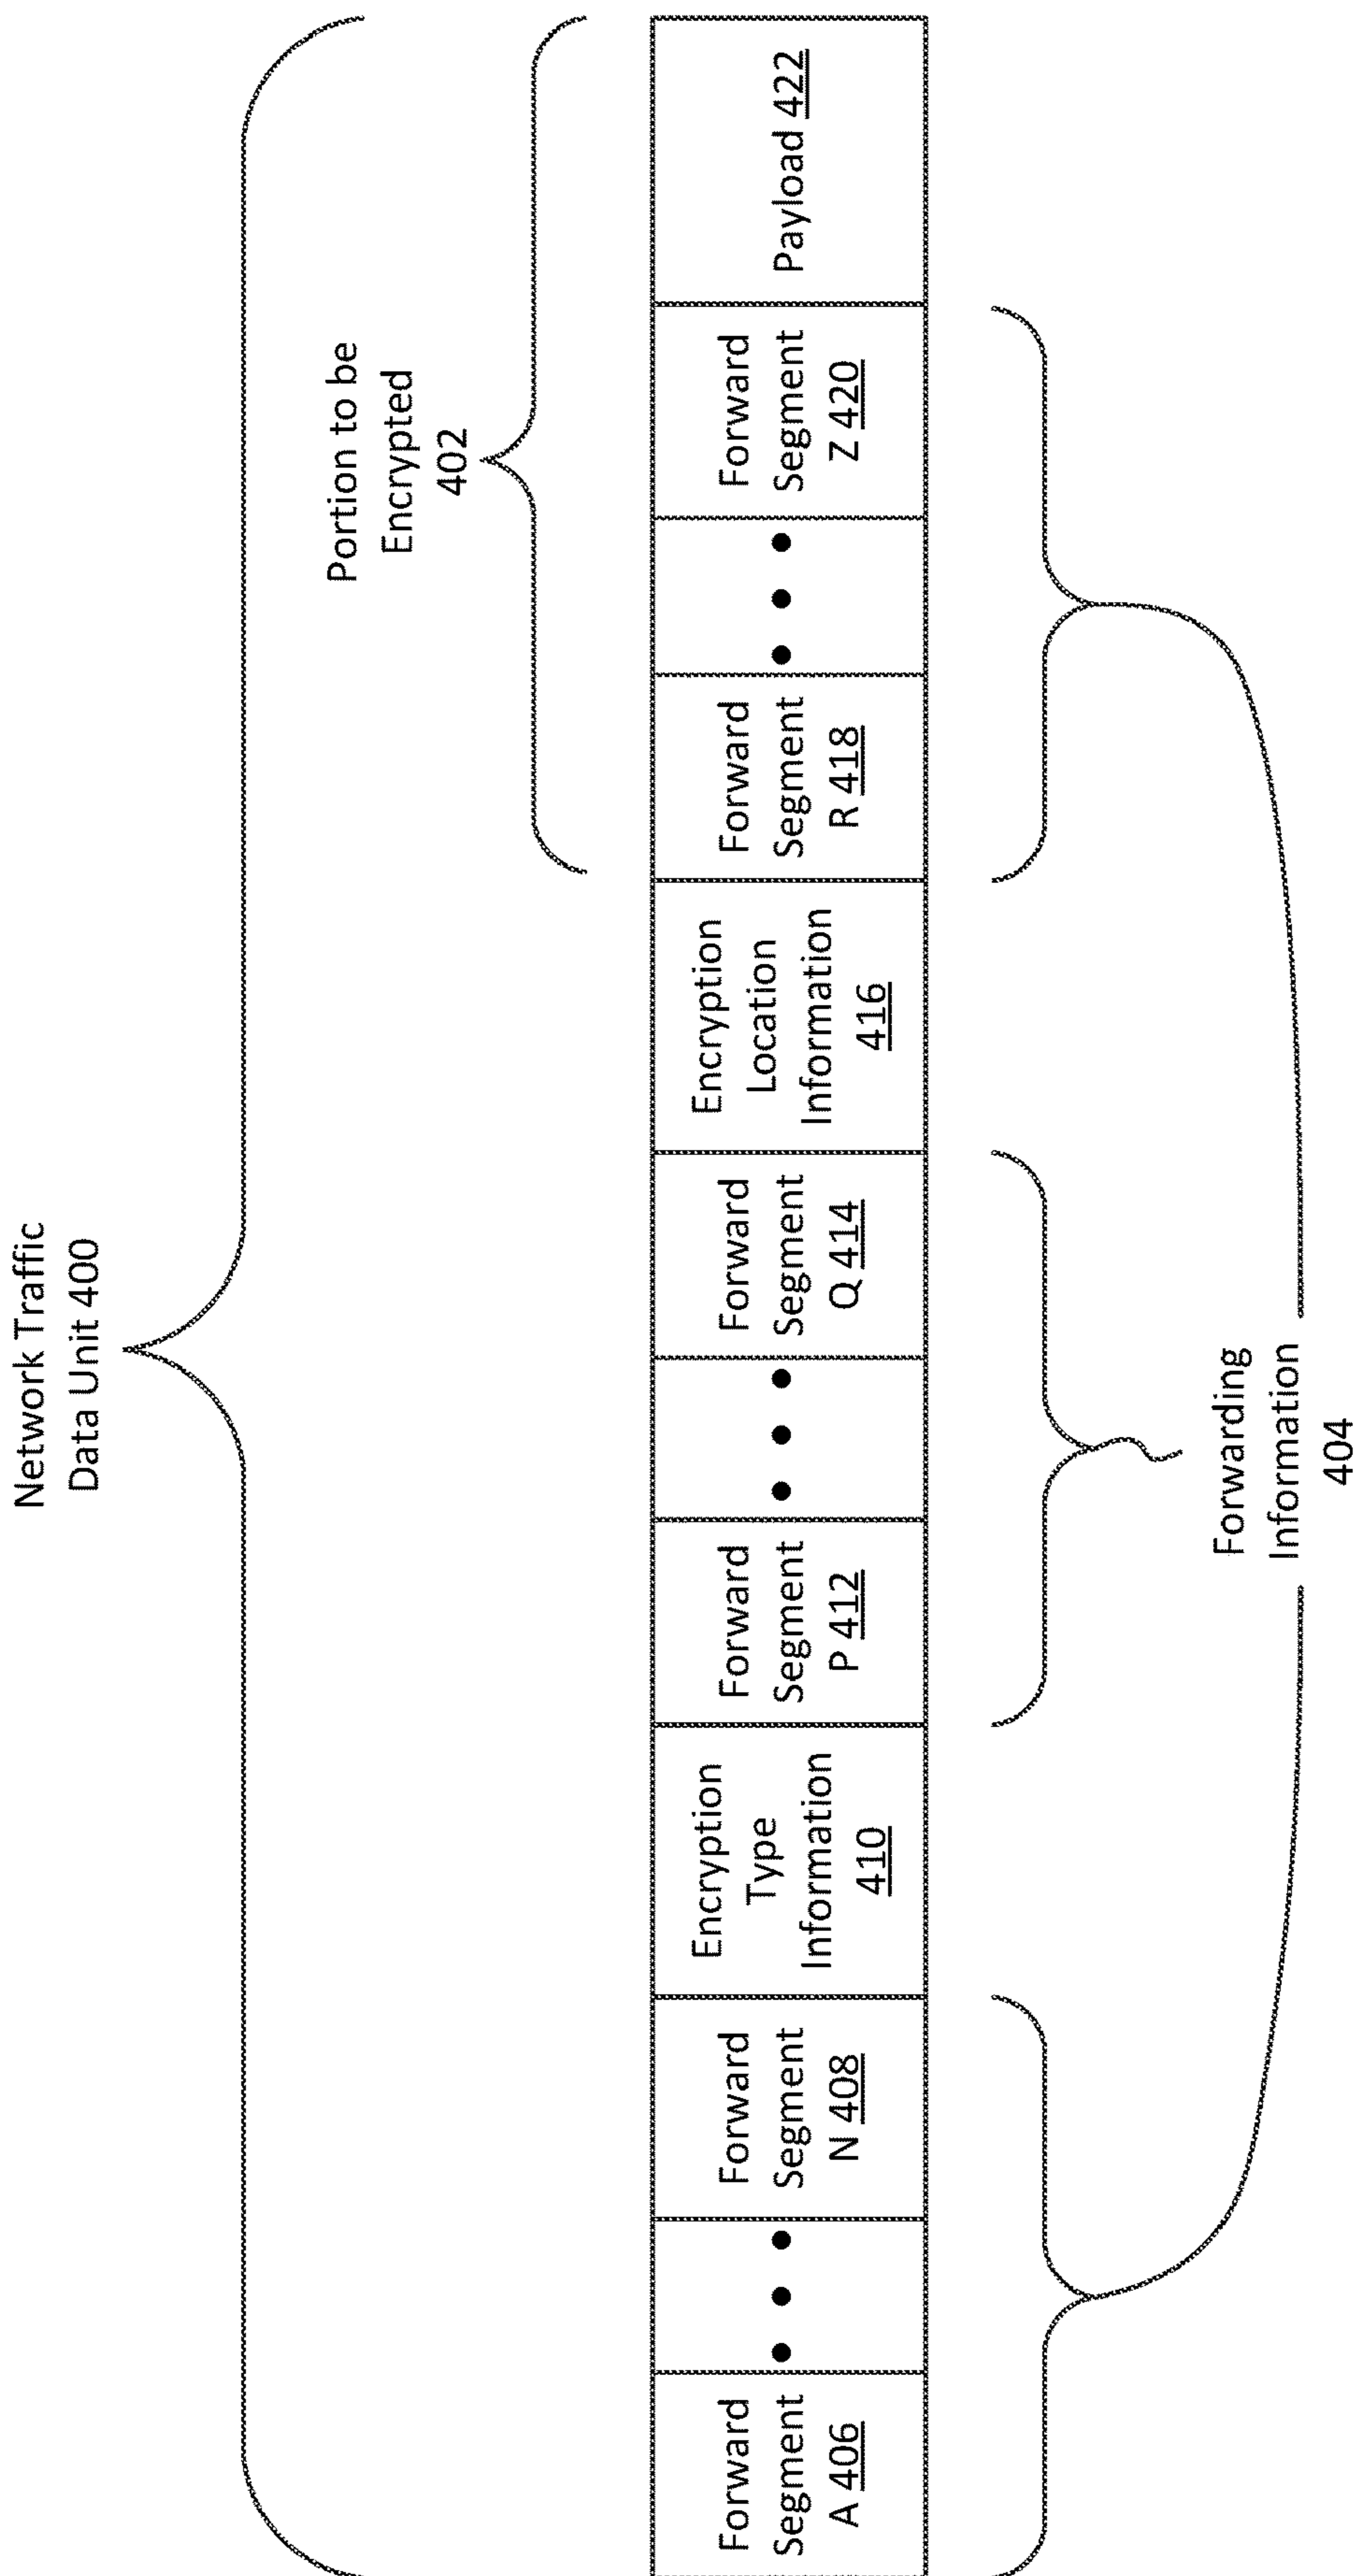 Network Traffic
Data Unit 400
Portion to be
Encrypted
402
Forward
Segment
A 406
Forward
Segment
N 408
Encryption
Type
Information
410
Forward
Segment
P 412
Forward
Segment
Q 414
Encryption
Location
Information
416
Forward
Segment
R 418
Forward
Segment
Z 420
Payload 422
Forwarding
Information
404